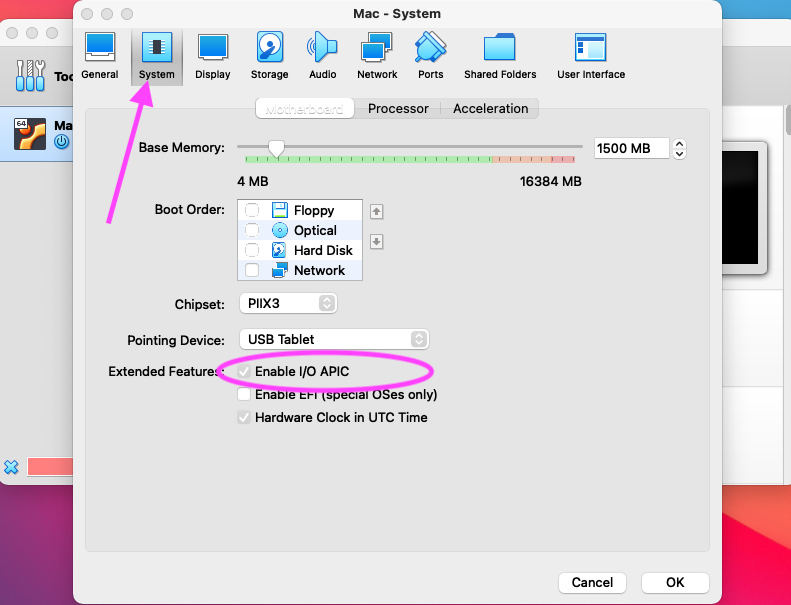 Mac - System
General
System
Display
Storage
Audio
Network
Ports
Shared Folders
User Interface
Too
64
Ma
Motherboard
Processor
Acceleration
Base Memory:
1500 MB
4 MB
16384 MB
Boot Order:
Floppy
Optical
Hard Disk
Network
Chipset:
PIIX3
Pointing Device:
USB Tablet
Extended Features:
Enable I/O APIC
Enable EFI (special OSes only)
Hardware Clock in UTC Time
Cancel
OK